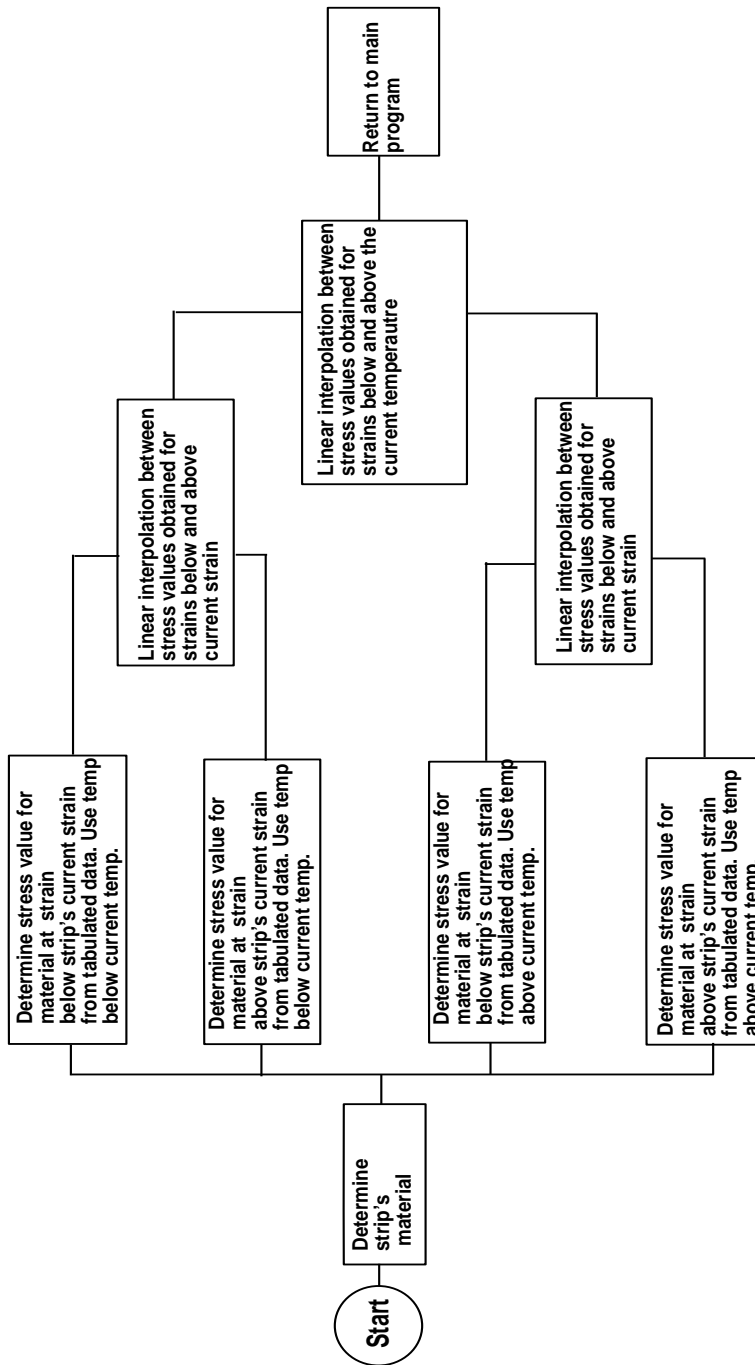 Start
Determine
strip's
material
Determine stress value for
material at strain
below strip's current strain
from tabulated data. Use temp
below current temp.
Determine stress value for
material at strain
above strip's current strain
from tabulated data. Use temp
below current temp.
Determine stress value for
material at strain
below strip's current strain
from tabulated data. Use temp
above current temp.
Determine stress value for
material at strain
above strip's current strain
from tabulated data. Use temp
above current temp
Linear interpolation between
stress values obtained for
strains below and above
current strain
Linear interpolation between
stress values obtained for
strains below and above
current strain
Linear interpolation between
stress values obtained for
strains below and above the
current temperautre
Return to main
program